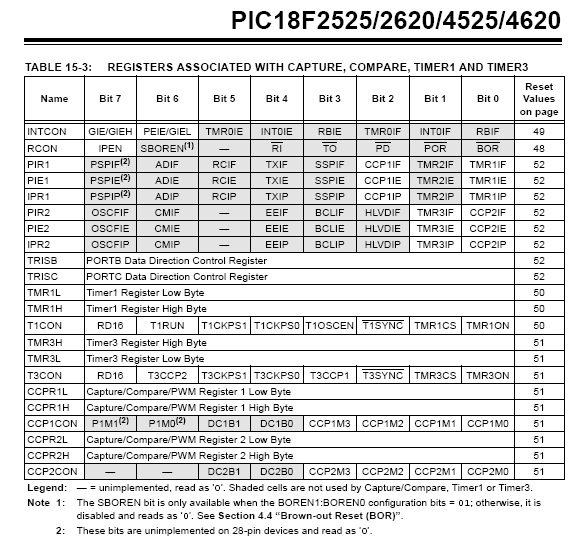 PIC18F2525/2620/4525/4620
TABLE 15-3: REGISTERS ASSOCIATED WITH CAPTURE, COMPARE, TIMER1 AND TIMER3
Name Bit 7 Bit 6 Bit 5 Bit 4 Bit 3 Bit 2 Bit 1 Bit 0 Reset Values on page
INTCON GIE/GIEH PEIE/GIEL TMR0IE INT0IE RBIE TMR0IF INT0IF RBIF 49
RCON IPEN SBOREN(1) — RI TO PD POR BOR 48
PIR1 PSPIF(2) ADIF RCIF TXIF SSPIF CCP1IF TMR2IF TMR1IF 52
PIE1 PSPIE(2) ADIE RCIE TXIE SSPIE CCP1IE TMR2IE TMR1IE 52
IPR1 PSPIP(2) ADIP RCIP TXIP SSPIP CCP1IP TMR2IP TMR1IP 52
PIR2 OSCFIF CMIF — EEIF BCLIF HLVDIF TMR3IF CCP2IF 52
PIE2 OSCFIE CMIE — EEIE BCLIE HLVDIE TMR3IE CCP2IE 52
IPR2 OSCFIP CMIP — EEIP BCLIP HLVDIP TMR3IP CCP2IP 52
TRISB PORTB Data Direction Control Register 52
TRISC PORTC Data Direction Control Register 52
TMR1L Timer1 Register Low Byte 50
TMR1H Timer1 Register High Byte 50
T1CON RD16 T1RUN T1CKPS1 T1CKPS0 T1OSCEN T1SYNC TMR1CS TMR1ON 50
TMR3H Timer3 Register High Byte 51
TMR3L Timer3 Register Low Byte 51
T3CON RD16 T3CCP2 T3CKPS1 T3CKPS0 T3CCP1 T3SYNC TMR3CS TMR3ON 51
CCPR1L Capture/Compare/PWM Register 1 Low Byte 51
CCPR1H Capture/Compare/PWM Register 1 High Byte 51
CCP1CON P1M1(2) P1M0(2) DC1B1 DC1B0 CCP1M3 CCP1M2 CCP1M1 CCP1M0 51
CCPR2L Capture/Compare/PWM Register 2 Low Byte 51
CCPR2H Capture/Compare/PWM Register 2 High Byte 51
CCP2CON — — DC2B1 DC2B0 CCP2M3 CCP2M2 CCP2M1 CCP2M0 51
Legend: — = unimplemented, read as '0'. Shaded cells are not used by Capture/Compare, Timer1 or Timer3.
Note 1: The SBOREN bit is only available when the BOREN1:BOREN0 configuration bits = 01; otherwise, it is
disabled and reads as '0'. See Section 4.4 "Brown-out Reset (BOR)".
2: These bits are unimplemented on 28-pin devices and read as '0'.